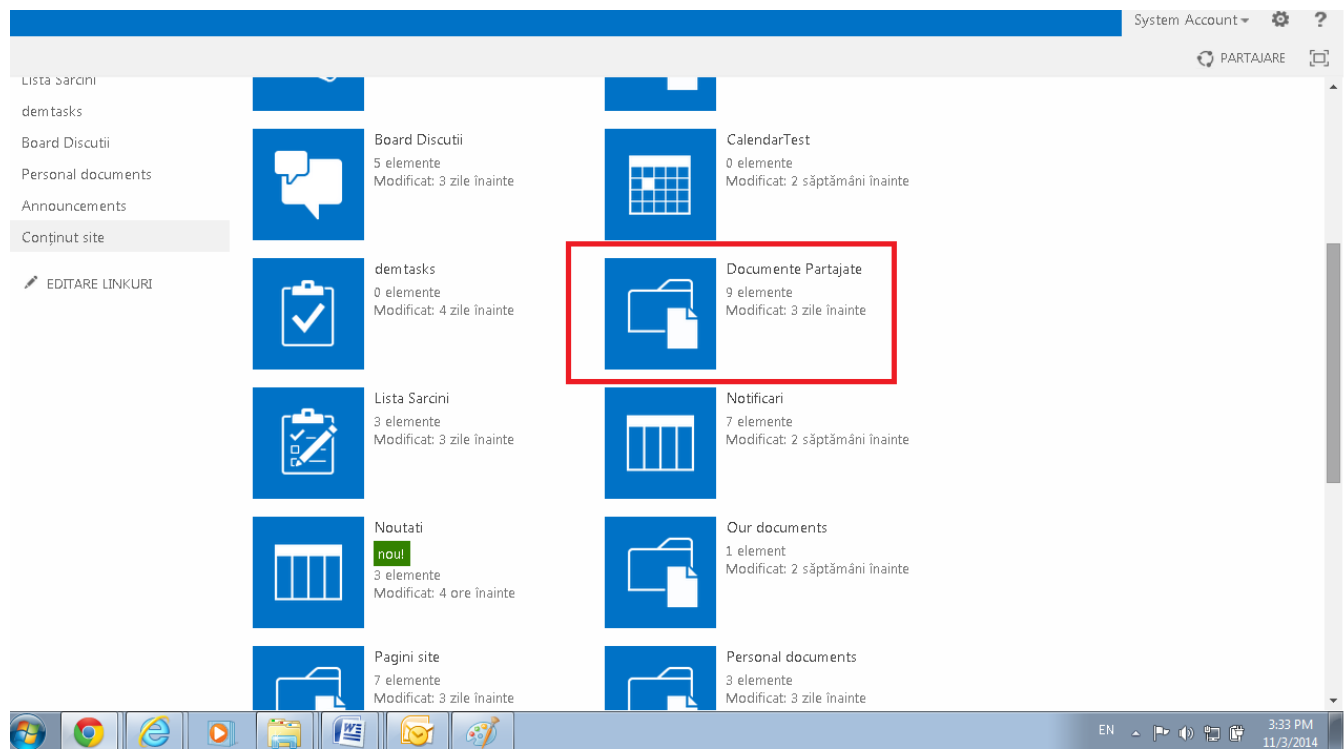 System Account
?
PARTAJARE
Lista Sarcini
demtasks
Board Discutii
Personal documents
Announcements
Conținut site
EDITARE LINKURI
Board Discutii
5 elemente
Modificat: 3 zile înainte
CalendarTest
0 elemente
Modificat: 2 săptămâni înainte
demtasks
0 elemente
Modificat: 4 zile înainte
Documente Partajate
9 elemente
Modificat: 3 zile înainte
Lista Sarcini
3 elemente
Modificat: 3 zile înainte
Notificari
7 elemente
Modificat: 2 săptămâni înainte
Noutati
nou!
3 elemente
Modificat: 4 ore înainte
Our documents
1 element
Modificat: 2 săptămâni înainte
Pagini site
7 elemente
Modificat: 3 zile înainte
Personal documents
3 elemente
Modificat: 3 zile înainte
EN
3:33 PM
11/3/2014